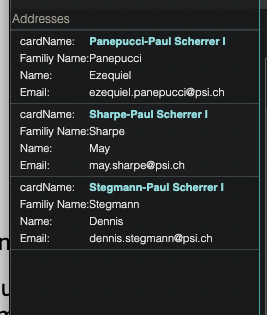 Addresses
cardName: Panepucci-Paul Scherrer I
Familiy Name:Panepucci
Name: Ezequiel
Email: ezequiel.panepucci@psi.ch
cardName: Sharpe-Paul Scherrer I
Familiy Name:Sharpe
Name: May
Email: may.sharpe@psi.ch
cardName: Stegmann-Paul Scherrer I
Familiy Name:Stegmann
Name: Dennis
Email: dennis.stegmann@psi.ch